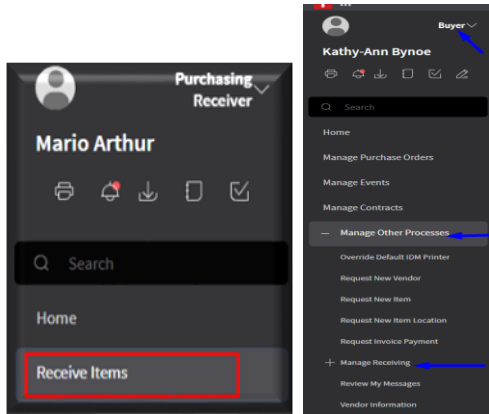 Purchasing
Receiver
Mario Arthur
Search
Home
Receive Items
Buyer
Kathy-Ann Bynoe
Search
Home
Manage Purchase Orders
Manage Events
Manage Contracts
Manage Other Processes
Override Default IDM Printer
Request New Vendor
Request New Item
Request New Item Location
Request Invoice Payment
Manage Receiving
Review My Messages
Vendor Information